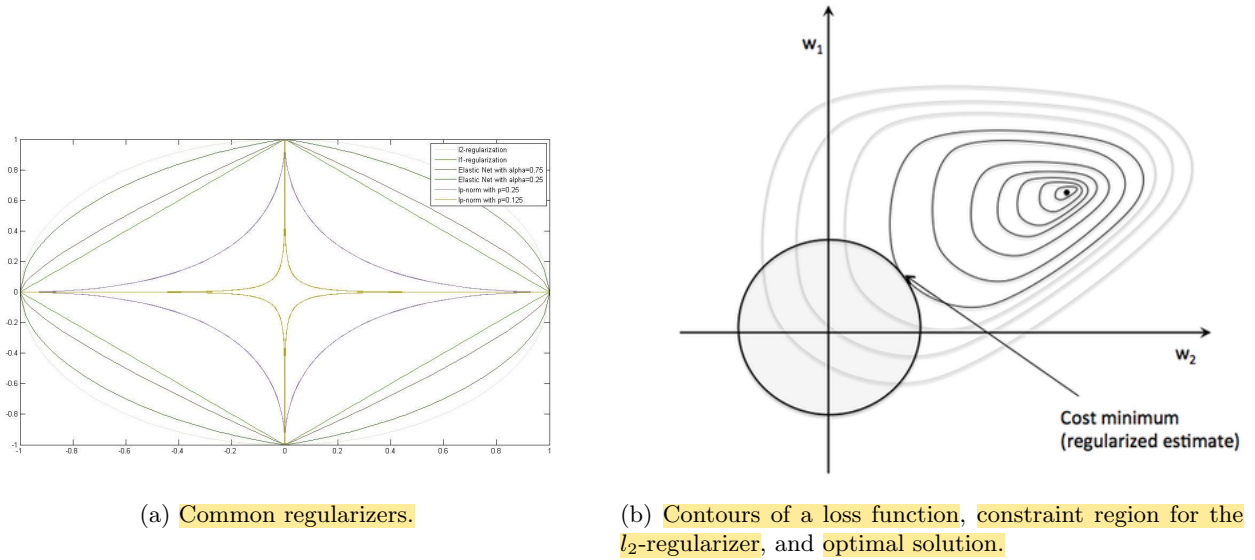 l2-regularization
l1-regularization
Elastic Net with alpha=0.75
Elastic Net with alpha=0.25
lp-norm with p=0.25
lp-norm with p=0.125
1
0.8
0.6
0.4
0.2
0
-0.2
-0.4
-0.6
-0.8
-1
-1 -0.8 -0.6 -0.4 -0.2 0 0.2 0.4 0.6 0.8 1
(a) Common regularizers.
w1
w2
Cost minimum
(regularized estimate)
(b) Contours of a loss function, constraint region for the
l2-regularizer, and optimal solution.